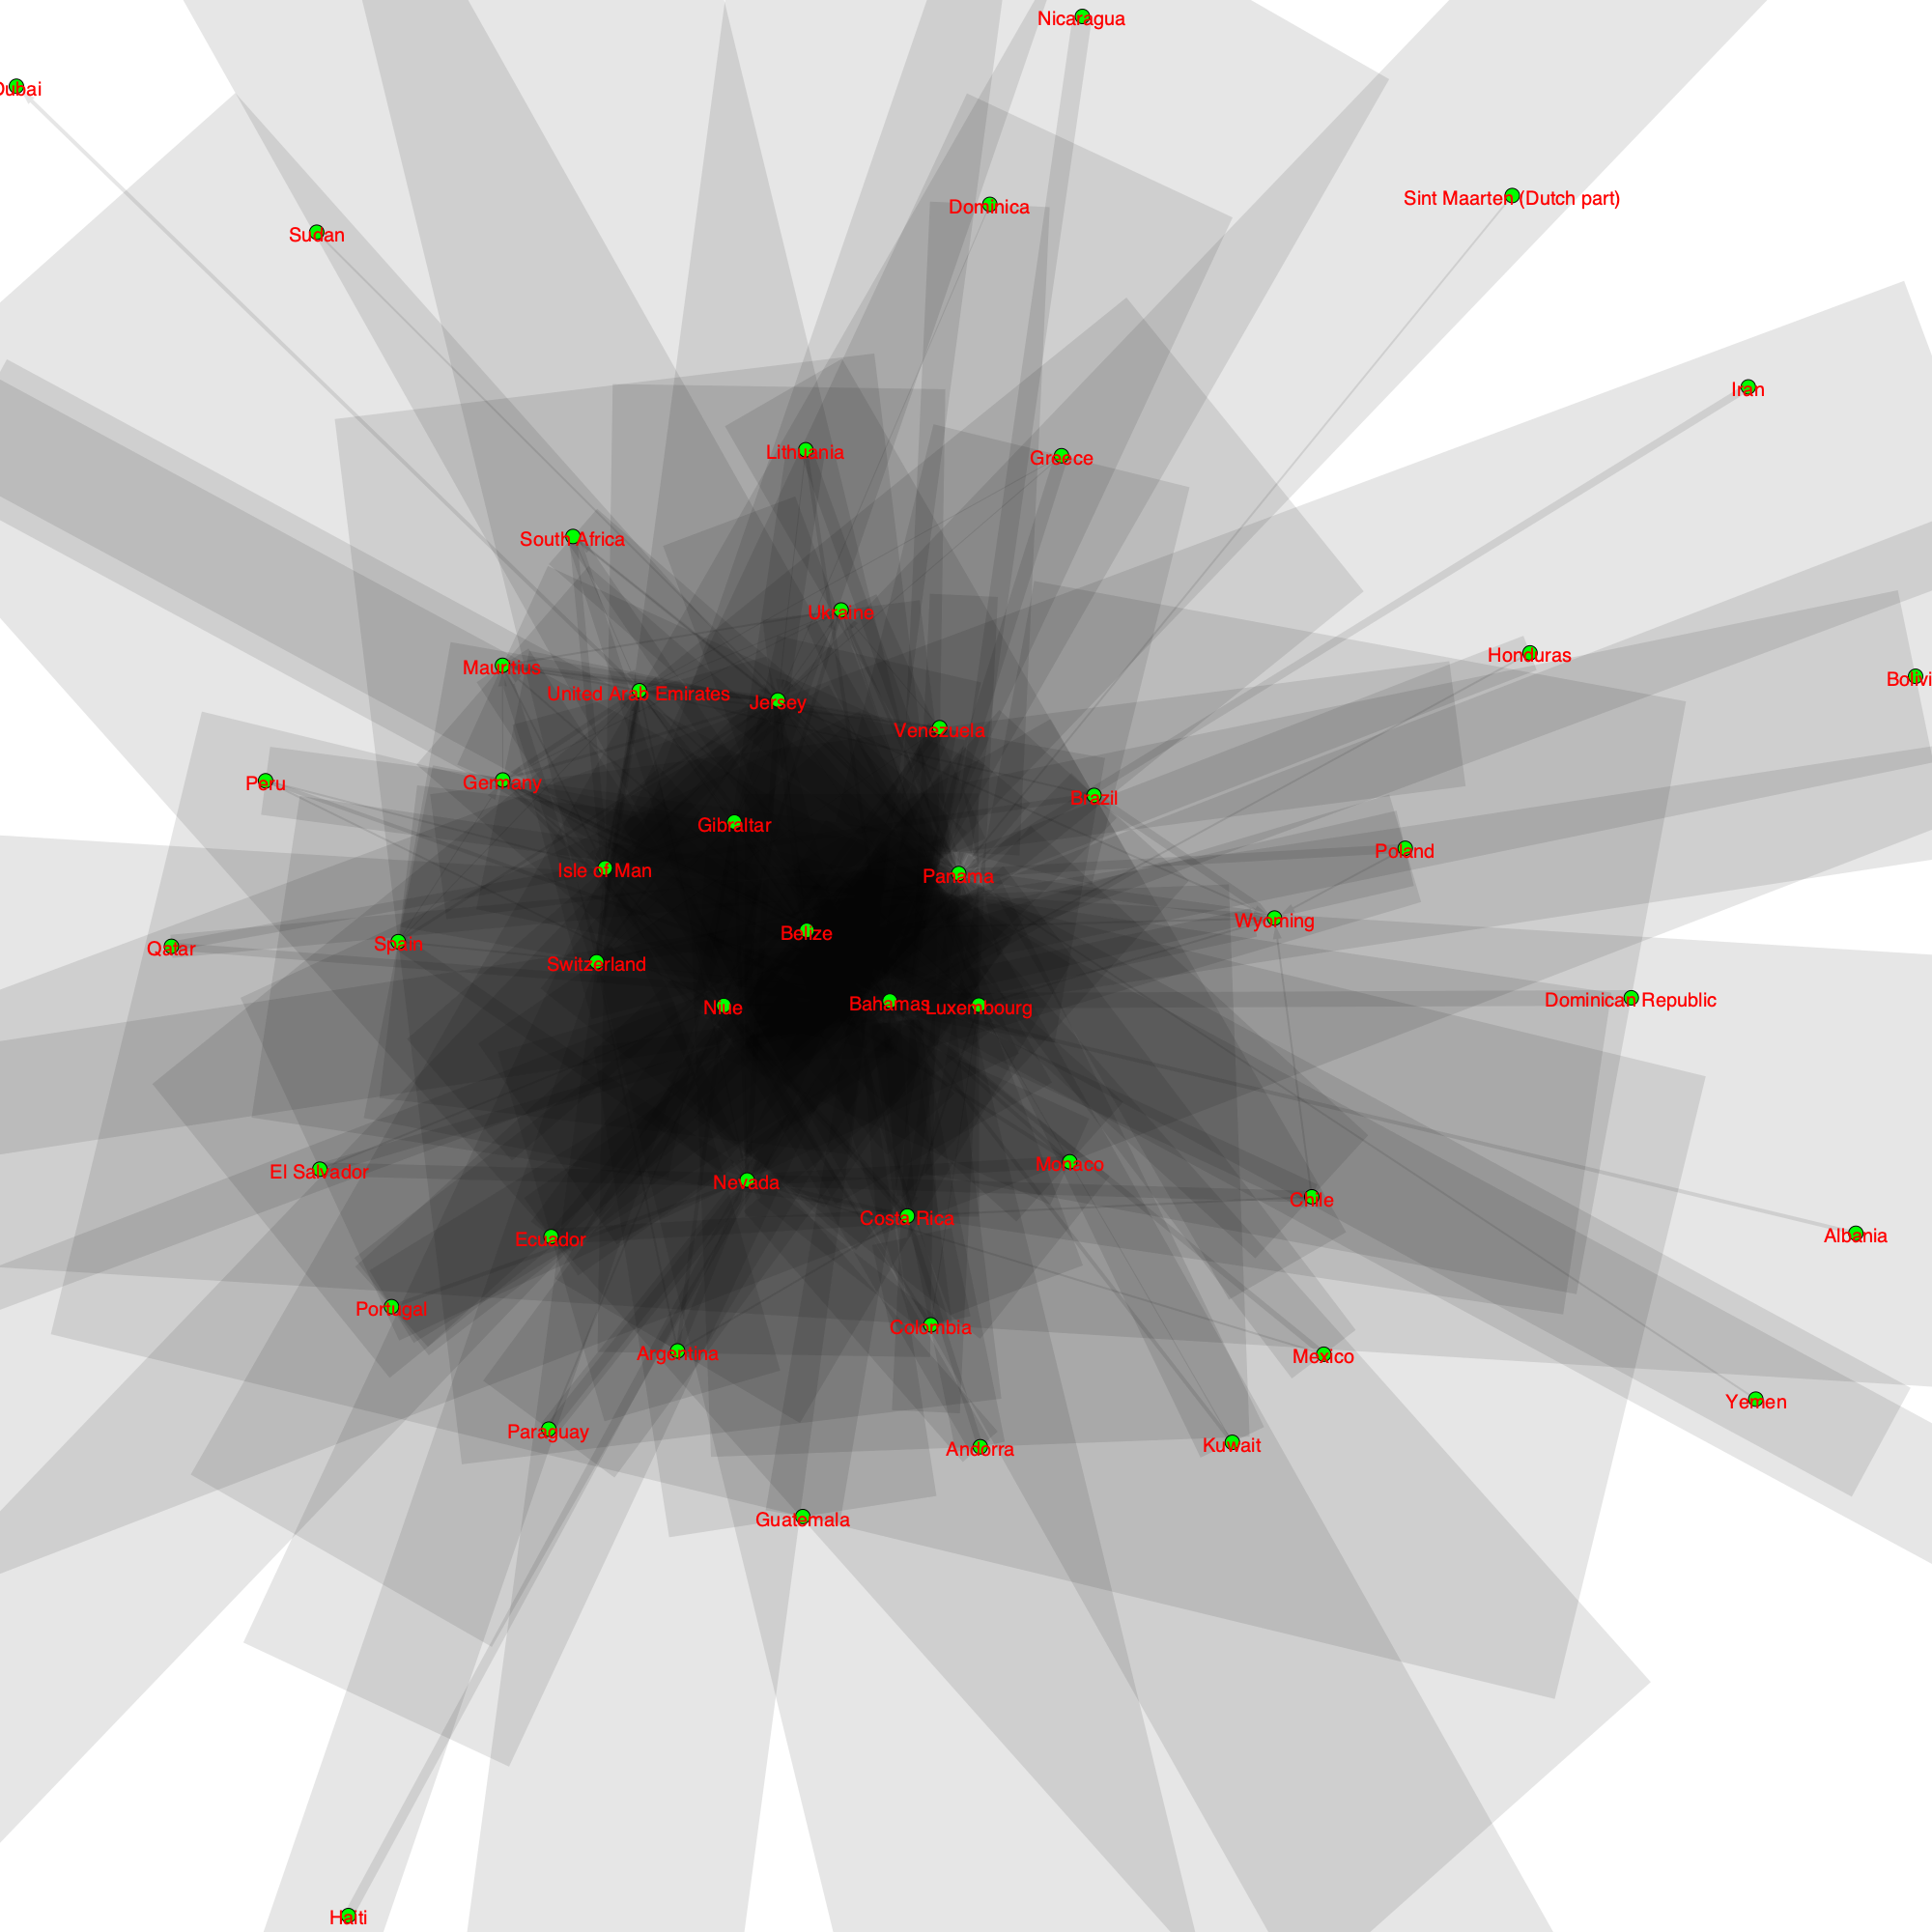 Nicaragua
Dubai
Sint Maarten (Dutch part)
Dominica
Sudan
Iran
Lithuania
Greece
South Africa
Ukraine
Honduras
Mauritius
Bolivi
United Arab Emirates
Jersey
Venezuela
Peru
Germany
Brazil
Gibraltar
Poland
Isle of Man
Panama
Wyoming
Belize
Spain
Qatar
Switzerland
Dominican Republic
Bahamas
Niue
Luxembourg
Monaco
El Salvador
Nevada
Chile
Costa Rica
Albania
Ecuador
Portugal
Colombia
Argentina
Mexico
Yemen
Paraguay
Kuwait
Andorra
Guatemala
Haiti